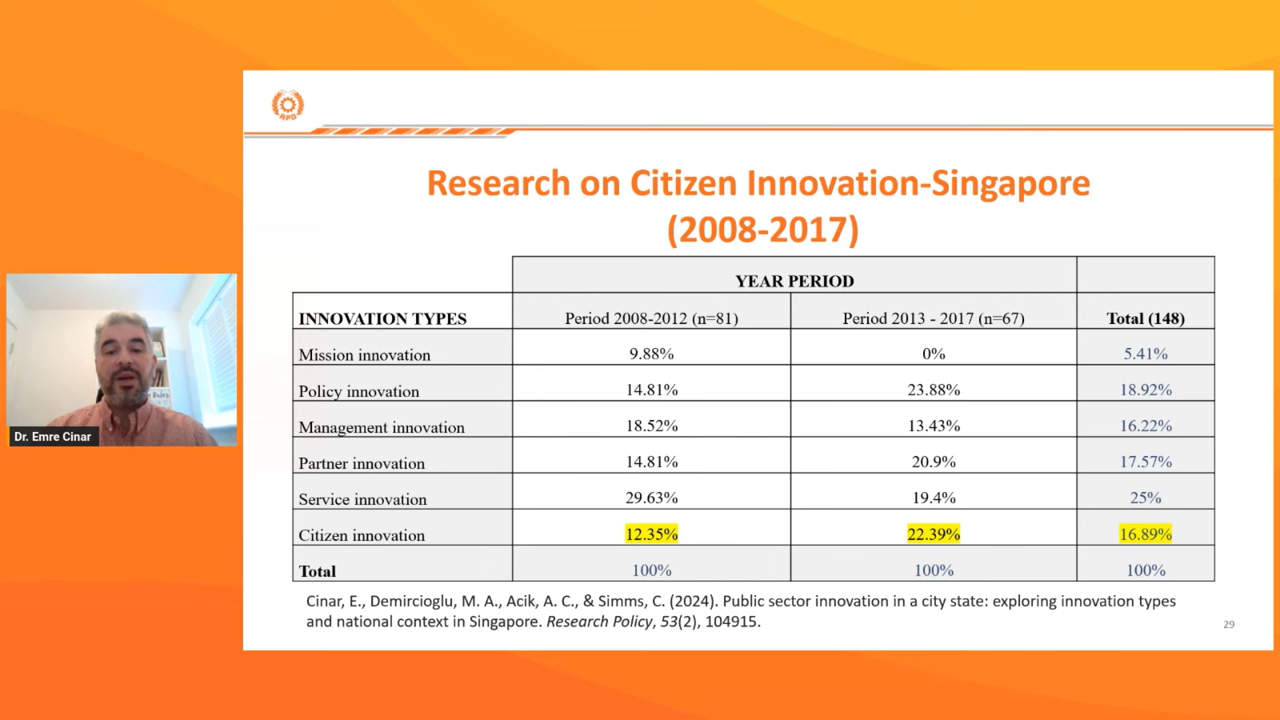 APO
Research on Citizen Innovation-Singapore
(2008-2017)
YEAR PERIOD
INNOVATION TYPES Period 2008-2012 (n=81) Period 2013 - 2017 (n=67) Total (148)
Mission innovation 9.88% 0% 5.41%
Policy innovation 14.81% 23.88% 18.92%
Management innovation 18.52% 13.43% 16.22%
Partner innovation 14.81% 20.9% 17.57%
Service innovation 29.63% 19.4% 25%
Citizen innovation 12.35% 22.39% 16.89%
Total 100% 100% 100%
Cinar, E., Demircioglu, M. A., Acik, A. C., & Simms, C. (2024). Public sector innovation in a city state: exploring innovation types
and national context in Singapore. Research Policy, 53(2), 104915.
29
Dr. Emre Cinar